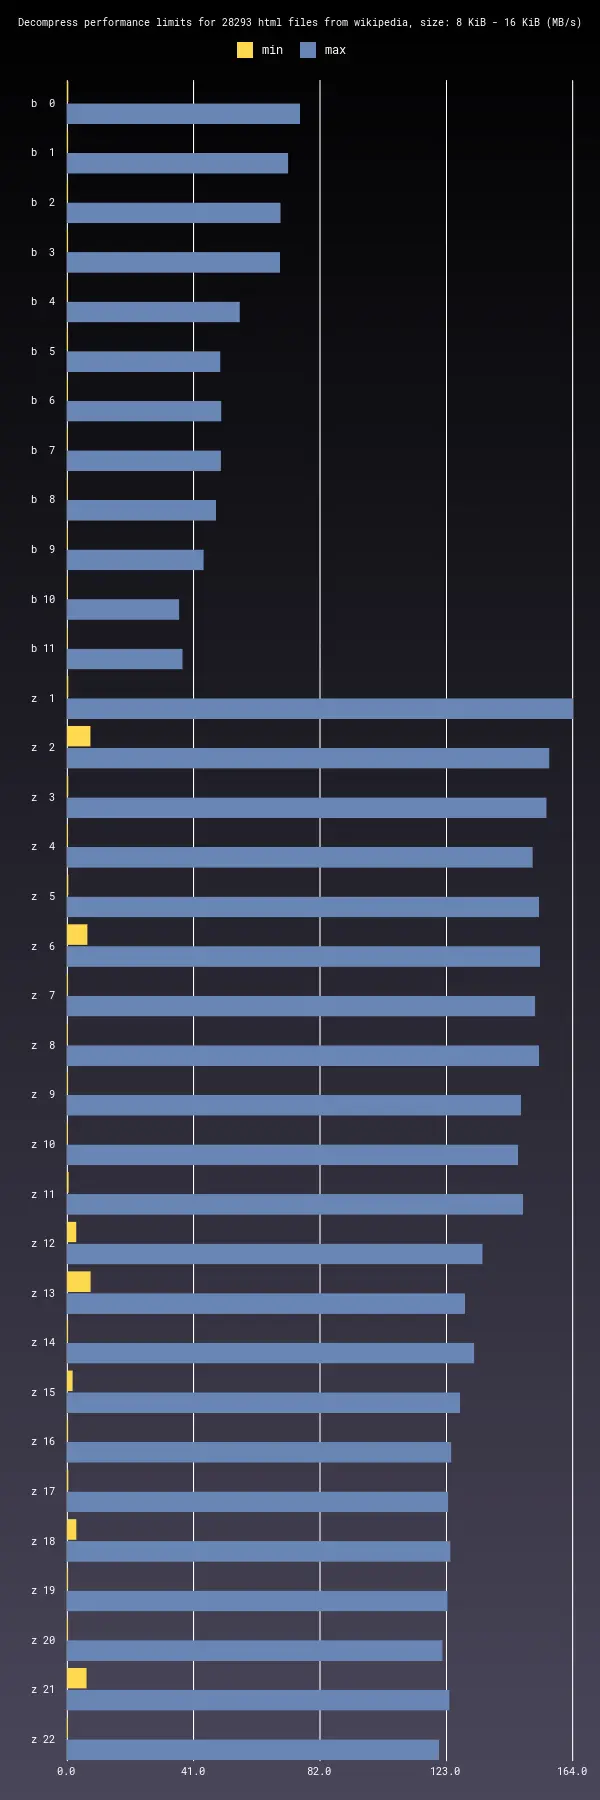 Decompress performance limits for 28293 html files from wikipedia, size: 8 KiB - 16 KiB (MB/s)
min max
b 0
b 1
b 2
b 3
b 4
b 5
b 6
b 7
b 8
b 9
b 10
b 11
z 1
z 2
z 3
z 4
z 5
z 6
z 7
z 8
z 9
z 10
z 11
z 12
z 13
z 14
z 15
z 16
z 17
z 18
z 19
z 20
z 21
z 22
0.0 41.0 82.0 123.0 164.0